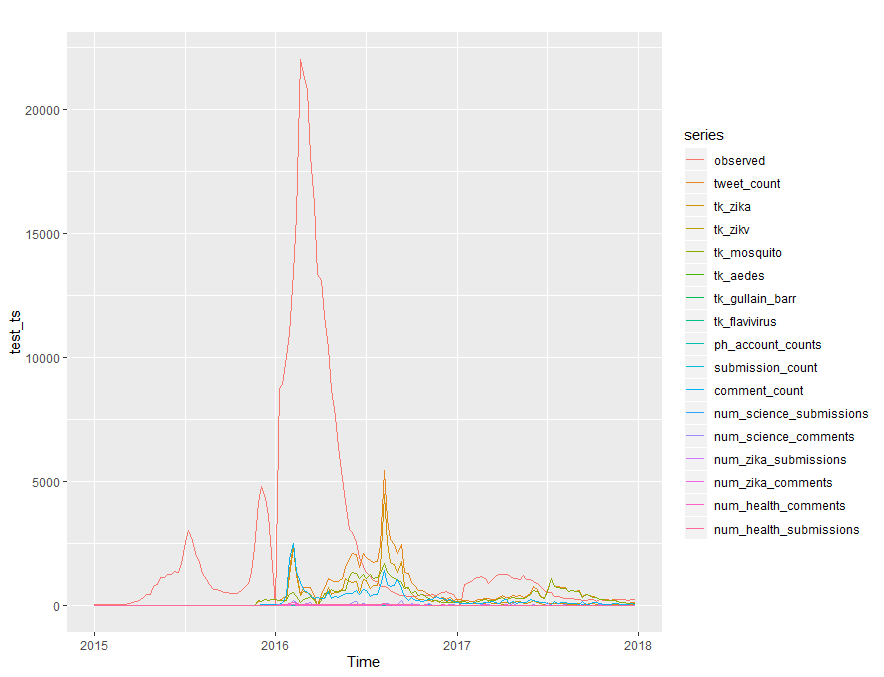 series
observed
tweet_count
tk_zika
tk_zikv
tk_mosquito
tk_aedes
tk_gullain_barr
tk_flavivirus
ph_account_counts
submission_count
comment_count
num_science_submissions
num_science_comments
num_zika_submissions
num_zika_comments
num_health_comments
num_health_submissions
test_ts
20000
15000
10000
5000
0
2015
2016
2017
2018
Time